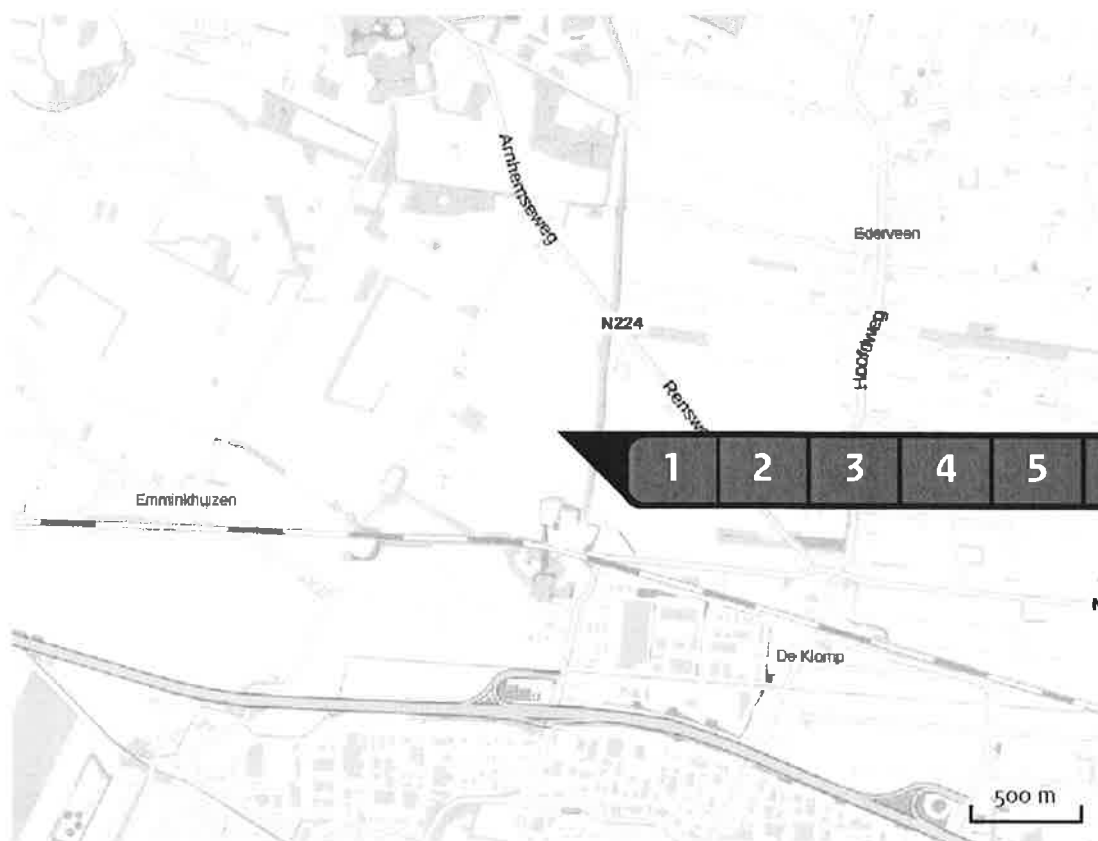 Arnhemseweg
Ederveen
N224
Hoofdweg
Rensw
1 2 3 4 5
Emminkhuizen
N
De Klomp
500 m